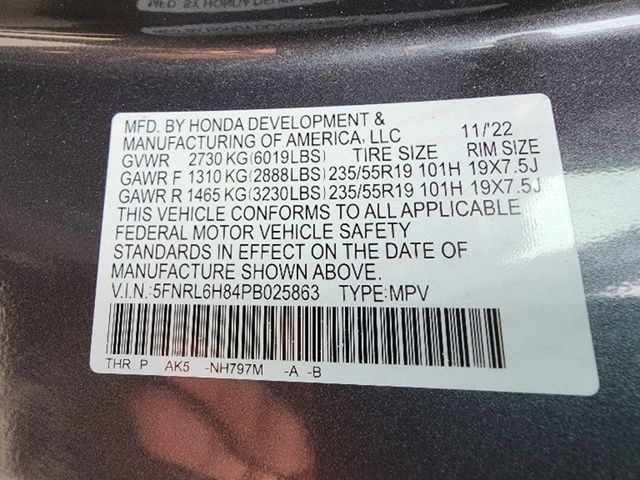 MFD. BY HONDA DEVELOPMENT &
MANUFACTURING OF AMERICA, LLC 11/'22
GVWR 2730 KG(6019LBS) TIRE SIZE RIM SIZE
GAWR F 1310 KG(2888LBS) 235/55R19 101H 19X7.5J
GAWR R 1465 KG(3230LBS) 235/55R19 101H 19X7.5J
THIS VEHICLE CONFORMS TO ALL APPLICABLE
FEDERAL MOTOR VEHICLE SAFETY
STANDARDS IN EFFECT ON THE DATE OF
MANUFACTURE SHOWN ABOVE.
V.I.N.:5FNRL6H84PB025863 TYPE:MPV
THR P AK5 -NH797M -A -B